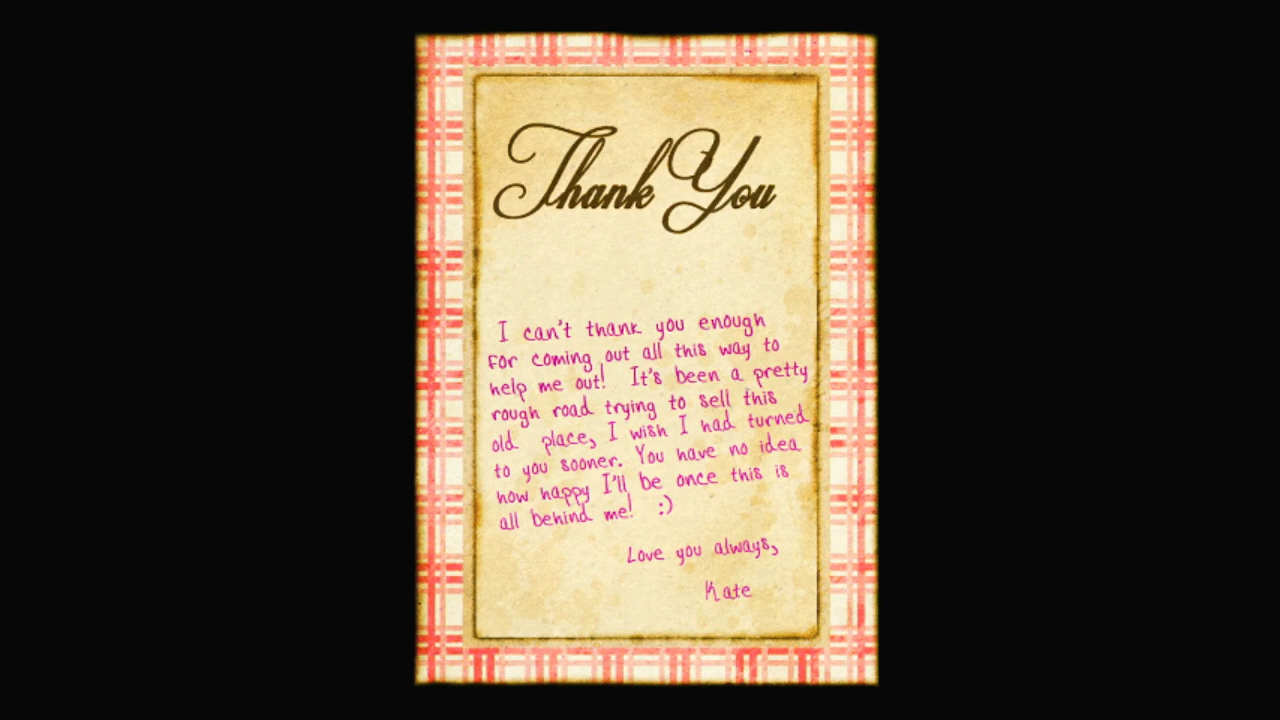 Thank You
I can't thank you enough
for coming out all this way to
help me out! It's been a pretty
rough road trying to sell this
old place, I wish I had turned
to you sooner. You have no idea
how happy I'll be once this is
all behind me! :)
Love you always,
Kate